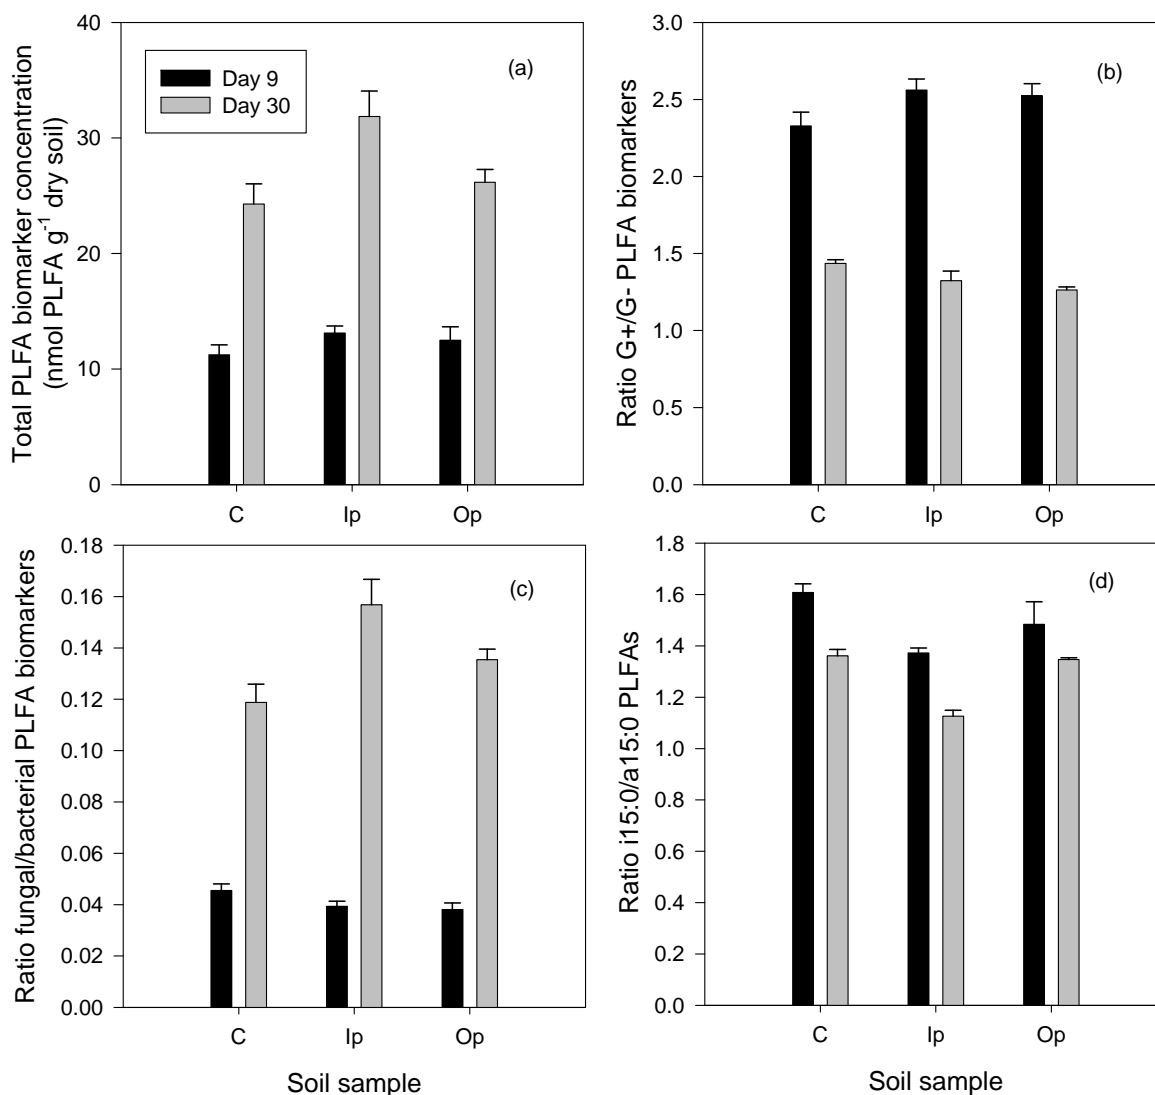 Total PLFA biomarker concentration
(nmol PLFA g⁻¹ dry soil)
40
30
20
10
0
Day 9
Day 30
(a)
C Ip Op
Ratio G+/G- PLFA biomarkers
3.0
2.5
2.0
1.5
1.0
0.5
0.0
(b)
C Ip Op
Ratio fungal/bacterial PLFA biomarkers
0.18
0.16
0.14
0.12
0.10
0.08
0.06
0.04
0.02
0.00
(c)
C Ip Op
Soil sample
Ratio i15:0/a15:0 PLFAs
1.8
1.6
1.4
1.2
1.0
0.8
0.6
0.4
0.2
0.0
(d)
C Ip Op
Soil sample